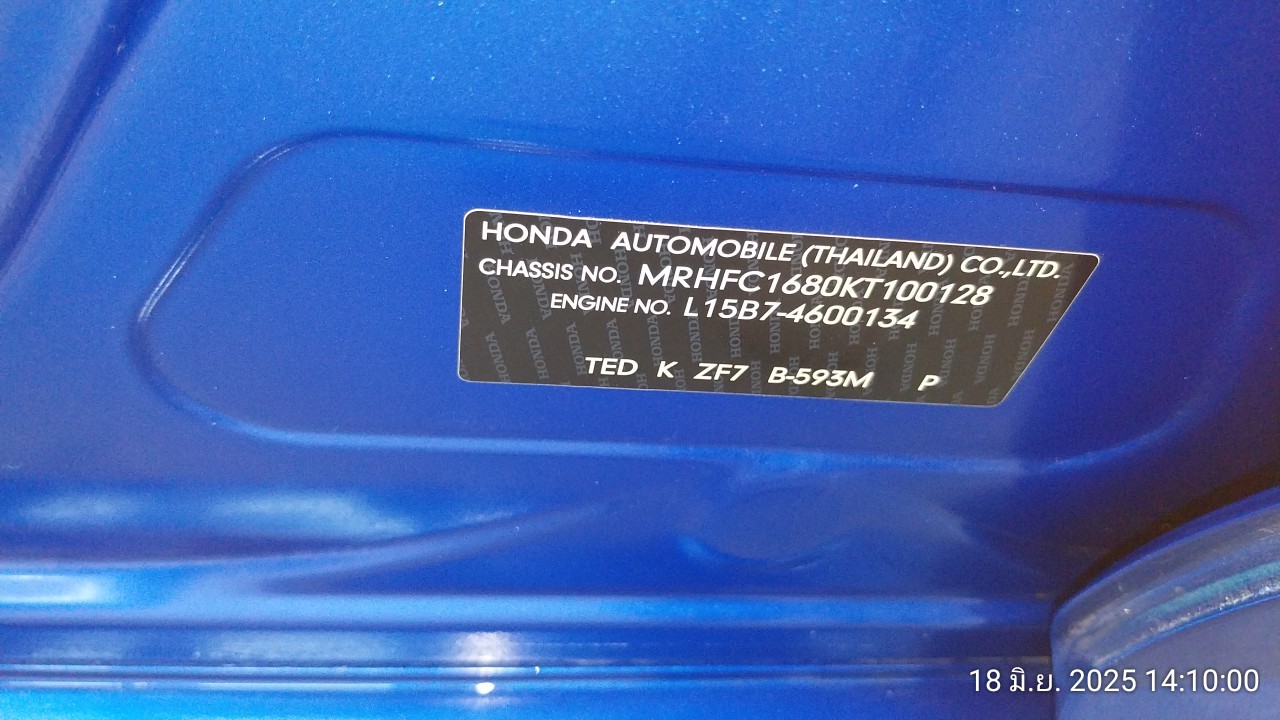 HONDA AUTOMOBILE (THAILAND) CO.,LTD.
CHASSIS NO. MRHFC1680KT100128
ENGINE NO. L15B7-4600134
TED K ZF7 B-593M P
18 มิ.ย. 2025 14:10:00